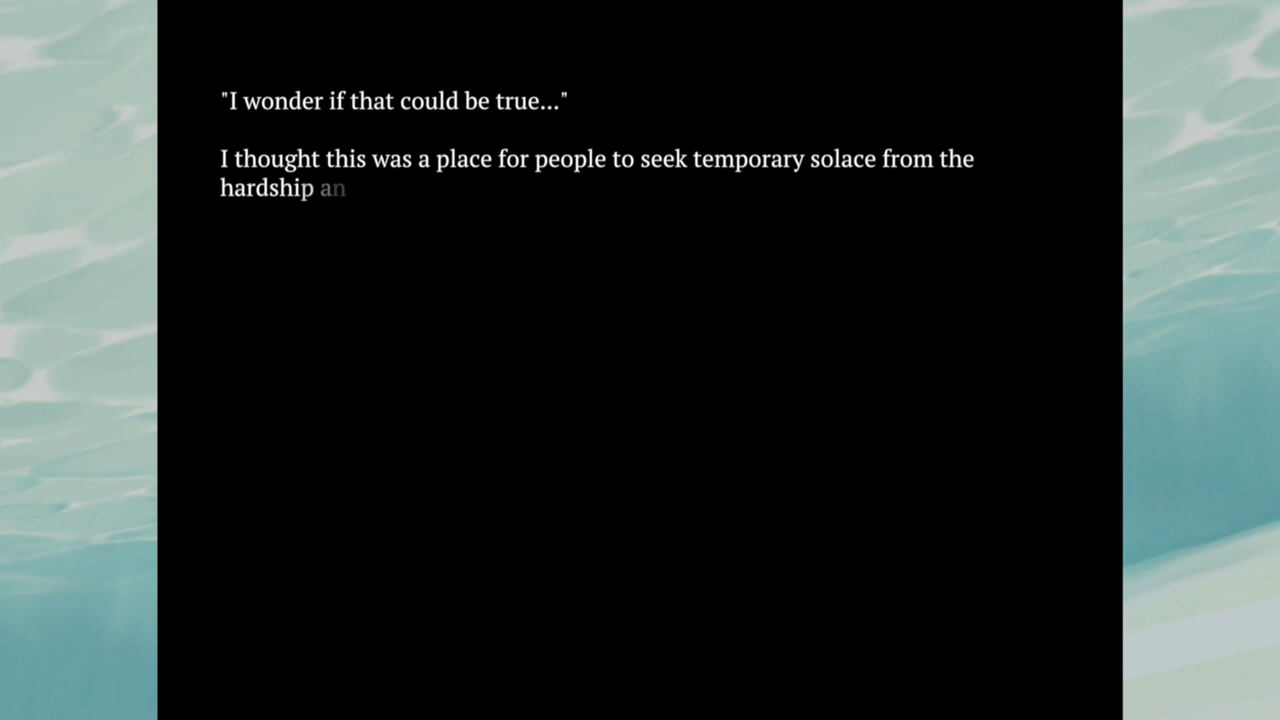 "I wonder if that could be true..."
I thought this was a place for people to seek temporary solace from the
hardship an